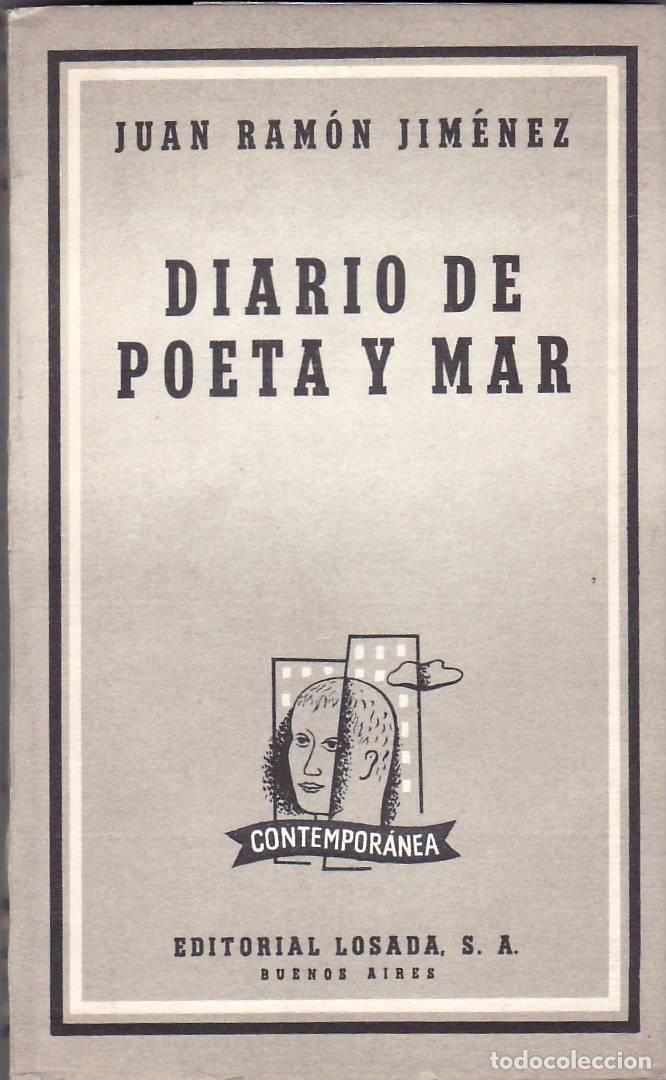 JUAN RAMÓN JIMÉNEZ
DIARIO DE
POETA Y MAR
CONTEMPORÁNEA
EDITORIAL LOSADA, S. A.
BUENOS AIRES
todocoleccion